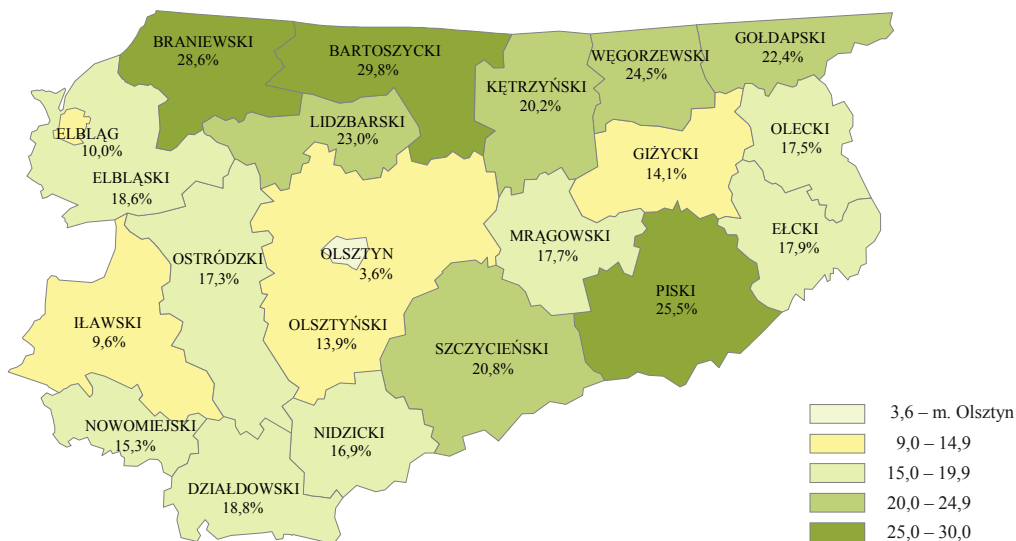 BRANIEWSKI
28,6%
BARTOSZYCKI
29,8%
KĘTRZYŃSKI
20,2%
WĘGORZEWSKI
24,5%
GOŁDAPSKI
22,4%
LIDZBARSKI
23,0%
ELBLĄG
10,0%
ELBLĄSKI
18,6%
GIŻYCKI
14,1%
OLECKI
17,5%
EŁCKI
17,9%
MRĄGOWSKI
17,7%
OSTRÓDZKI
17,3%
OLSZTYN
3,6%
PISKI
25,5%
IŁAWSKI
9,6%
OLSZTYŃSKI
13,9%
SZCZYCIEŃSKI
20,8%
NOWOMIEJSKI
15,3%
NIDZICKI
16,9%
DZIAŁDOWSKI
18,8%
3,6 – m. Olsztyn
9,0 – 14,9
15,0 – 19,9
20,0 – 24,9
25,0 – 30,0